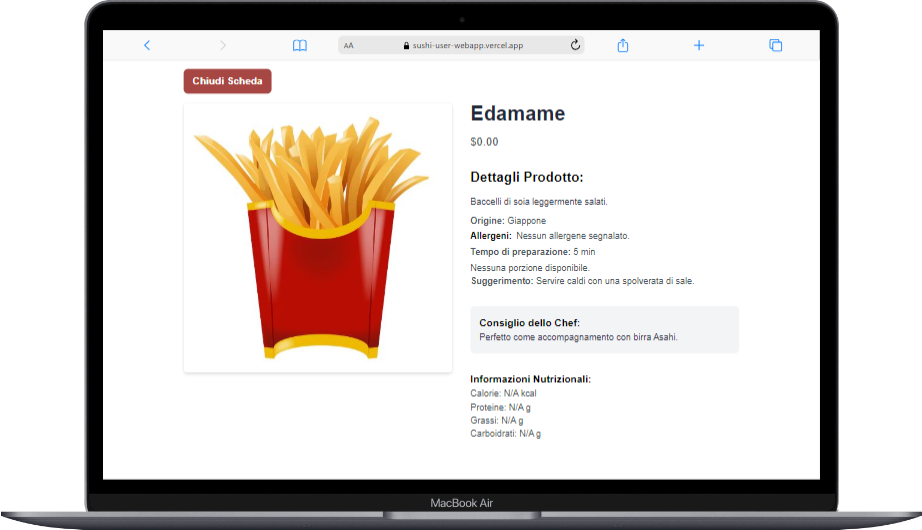 AA sushi-user-webapp.vercel.app
Chiudi Scheda
Edamame
$0.00
Dettagli Prodotto:
Baccelli di soia leggermente salati.
Origine: Giappone
Allergeni: Nessun allergene segnalato.
Tempo di preparazione: 5 min
Nessuna porzione disponibile.
Suggerimento: Servire caldi con una spolverata di sale.
Consiglio dello Chef:
Perfetto come accompagnamento con birra Asahi.
Informazioni Nutrizionali:
Calorie: N/A kcal
Proteine: N/A g
Grassi: N/A g
Carboidrati: N/A g
MacBook Air